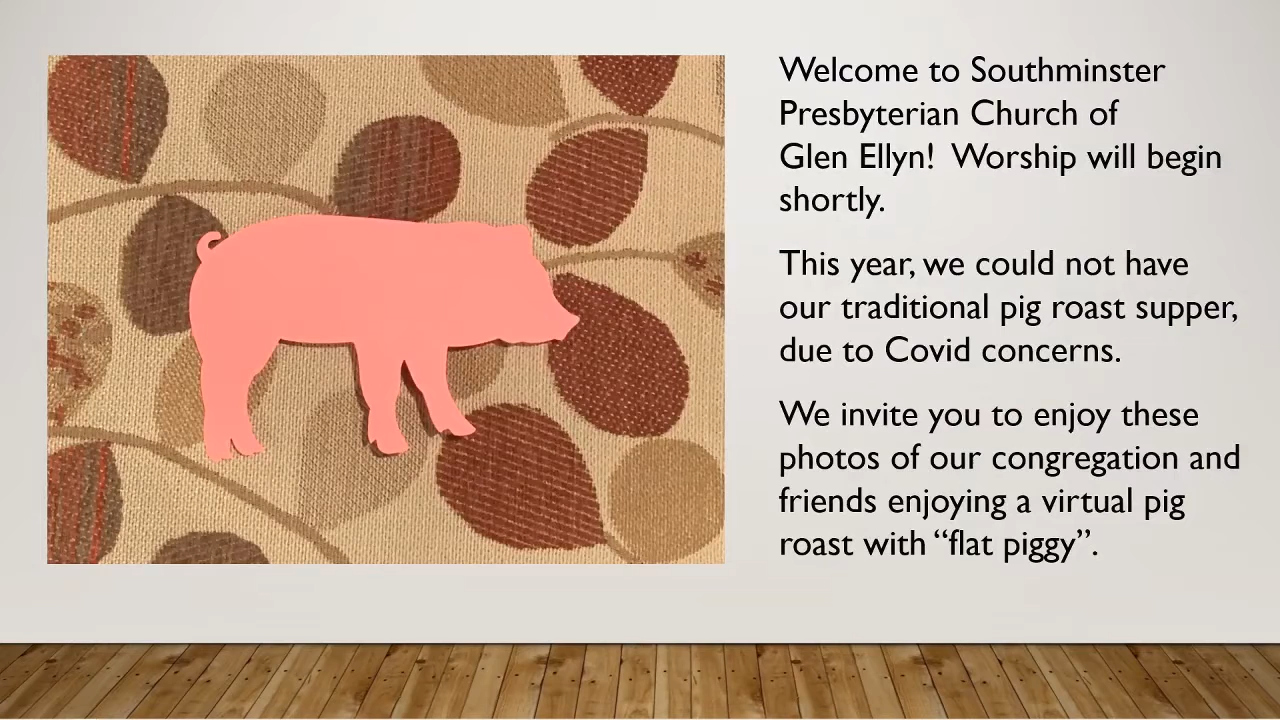 Welcome to Southminster
Presbyterian Church of
Glen Ellyn!  Worship will begin
shortly.
This year, we could not have
our traditional pig roast supper,
due to Covid concerns.
We invite you to enjoy these
photos of our congregation and
friends enjoying a virtual pig
roast with “flat piggy”.